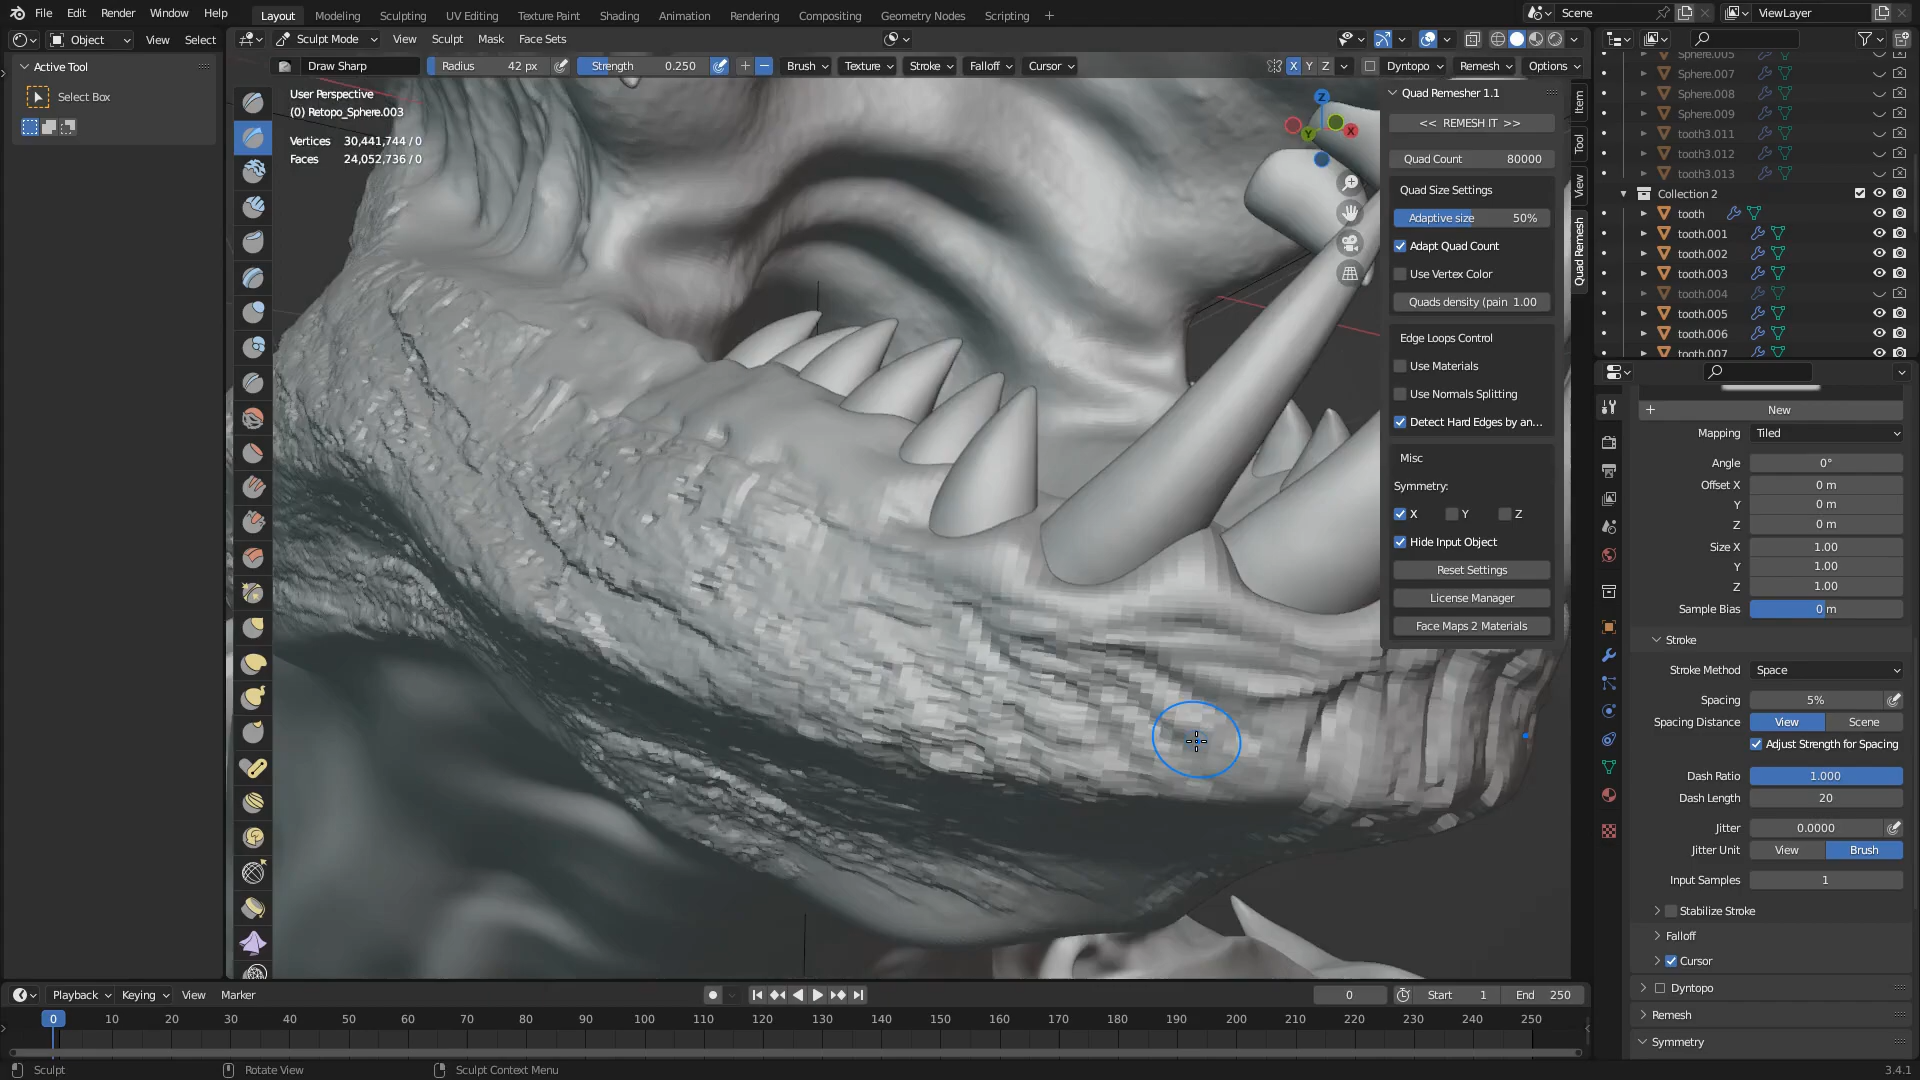 File Edit Render Window Help
Layout Modeling Sculpting UV Editing Texture Paint Shading Animation Rendering Compositing Geometry Nodes Scripting +
Scene
ViewLayer
Object View Select
Sculpt Mode View Sculpt Mask Face Sets
Draw Sharp Radius 42 px Strength 0.250 Brush Texture Stroke Falloff Cursor
X Y Z Dyntopo Remesh Options
Active Tool
Select Box
User Perspective
(0) Retopo_Sphere.003
Vertices 30,441,744 / 0
Faces 24,052,736 / 0
Z
X
Y
Quad Remesher 1.1
<< REMESH IT >>
Quad Count 80000
Quad Size Settings
Adaptive size 50%
Adapt Quad Count
Use Vertex Color
Quads density (pain 1.00
Edge Loops Control
Use Materials
Use Normals Splitting
Detect Hard Edges by an...
Misc
Symmetry:
X Y Z
Hide Input Object
Reset Settings
License Manager
Face Maps 2 Materials
Item
Tool
View
Quad Remesh
Sphere.005
Sphere.007
Sphere.008
Sphere.009
tooth3.011
tooth3.012
tooth3.013
Collection 2
tooth
tooth.001
tooth.002
tooth.003
tooth.004
tooth.005
tooth.006
tooth.007
+ New
Mapping Tiled
Angle 0°
Offset X 0 m
Y 0 m
Z 0 m
Size X 1.00
Y 1.00
Z 1.00
Sample Bias 0 m
Stroke
Stroke Method Space
Spacing 5%
Spacing Distance View Scene
Adjust Strength for Spacing
Dash Ratio 1.000
Dash Length 20
Jitter 0.0000
Jitter Unit View Brush
Input Samples 1
Stabilize Stroke
Falloff
Cursor
Dyntopo
Remesh
Symmetry
Playback Keying View Marker
0 Start 1 End 250
0 10 20 30 40 50 60 70 80 90 100 110 120 130 140 150 160 170 180 190 200 210 220 230 240 250
Sculpt Rotate View Sculpt Context Menu
3.4.1